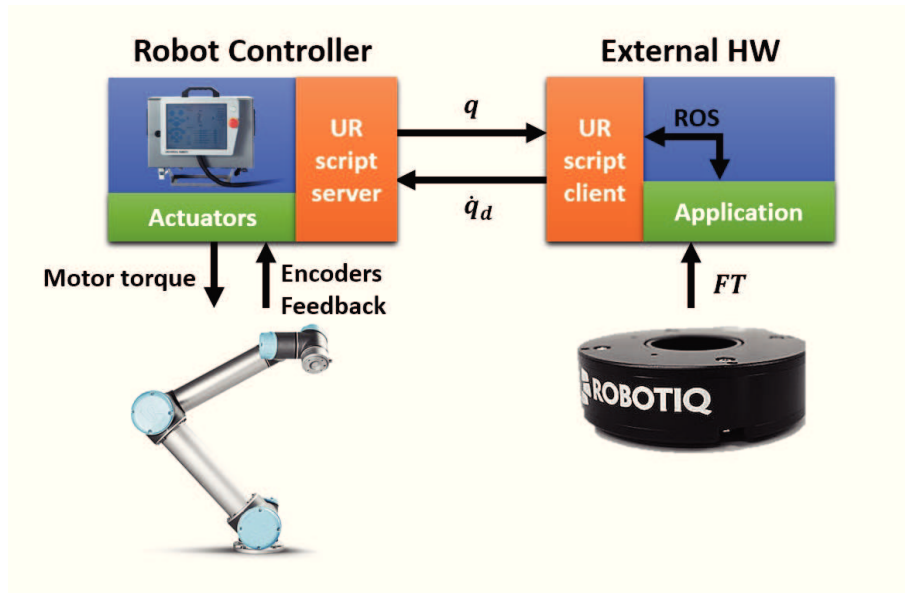 Robot Controller
External HW
UR
script
server
Actuators
q
q̇_d
UR
script
client
ROS
Application
Motor torque
Encoders
Feedback
FT
ROBOTIQ